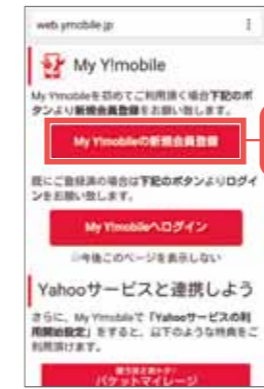 web.ymobile.jp
My Y!mobile
My Y!mobileを初めてご利用頂く場合下記のボ
タンより新規会員登録をお願い致します。
My Y!mobileの新規会員登録
既にご登録済の場合は下記のボタンよりログイ
ンをお願い致します。
My Y!mobileへログイン
今後このページを表示しない
Yahooサービスと連携しよう
さらに、My Y!mobileで「Yahooサービスの利
用開始設定」をすると、以下のような特典をご
利用頂けます。
使うほどおトク!
パケットマイレージ